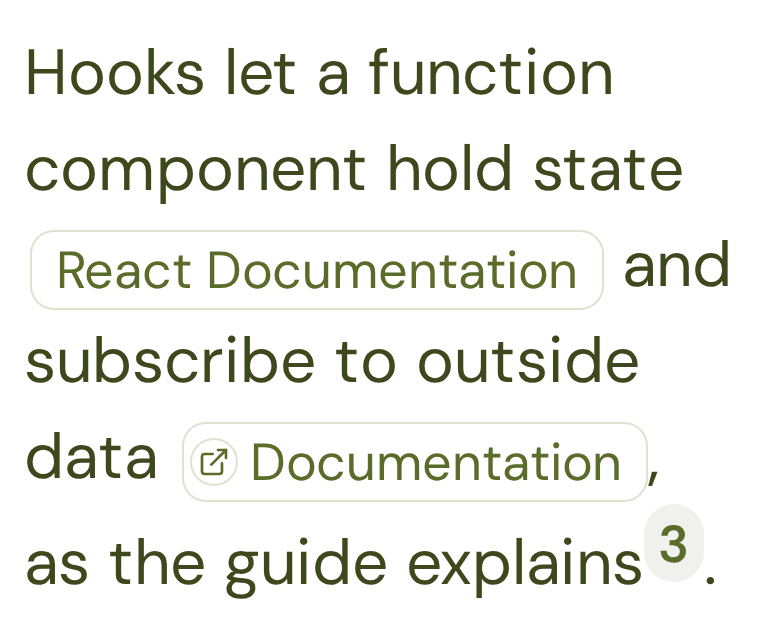 Hooks let a function
component hold state
React Documentation and
subscribe to outside
data Documentation,
as the guide explains3.